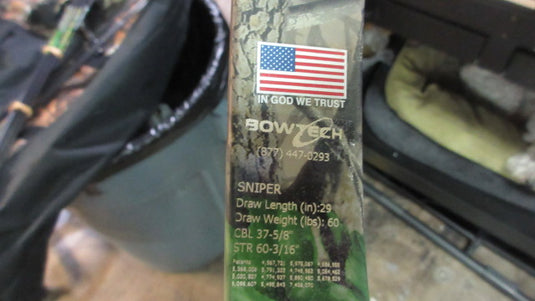 IN GOD WE TRUST
BOWTECH
(877) 447-0293
SNIPER
Draw Length (in):29
Draw Weight (lbs): 60
CBL 37-5/8"
STR 60-3/16"
Patents